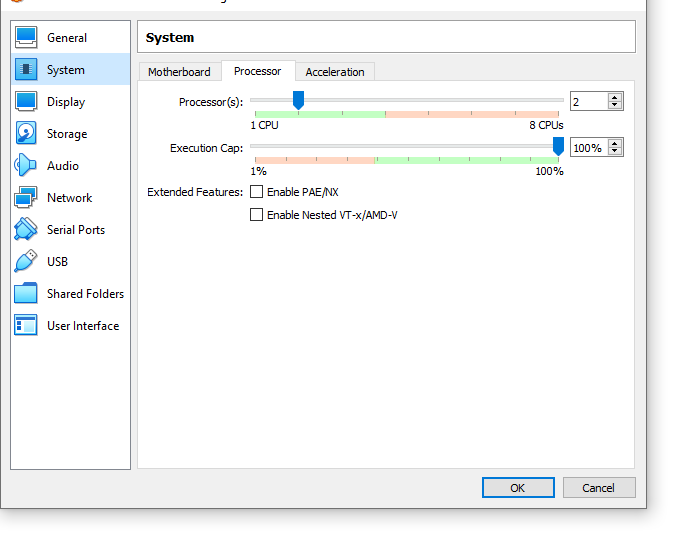 General
System
Display
Storage
Audio
Network
Serial Ports
USB
Shared Folders
User Interface
System
Motherboard Processor Acceleration
Processor(s): 2
1 CPU 8 CPUs
Execution Cap: 100%
1% 100%
Extended Features: Enable PAE/NX
Enable Nested VT-x/AMD-V
OK Cancel